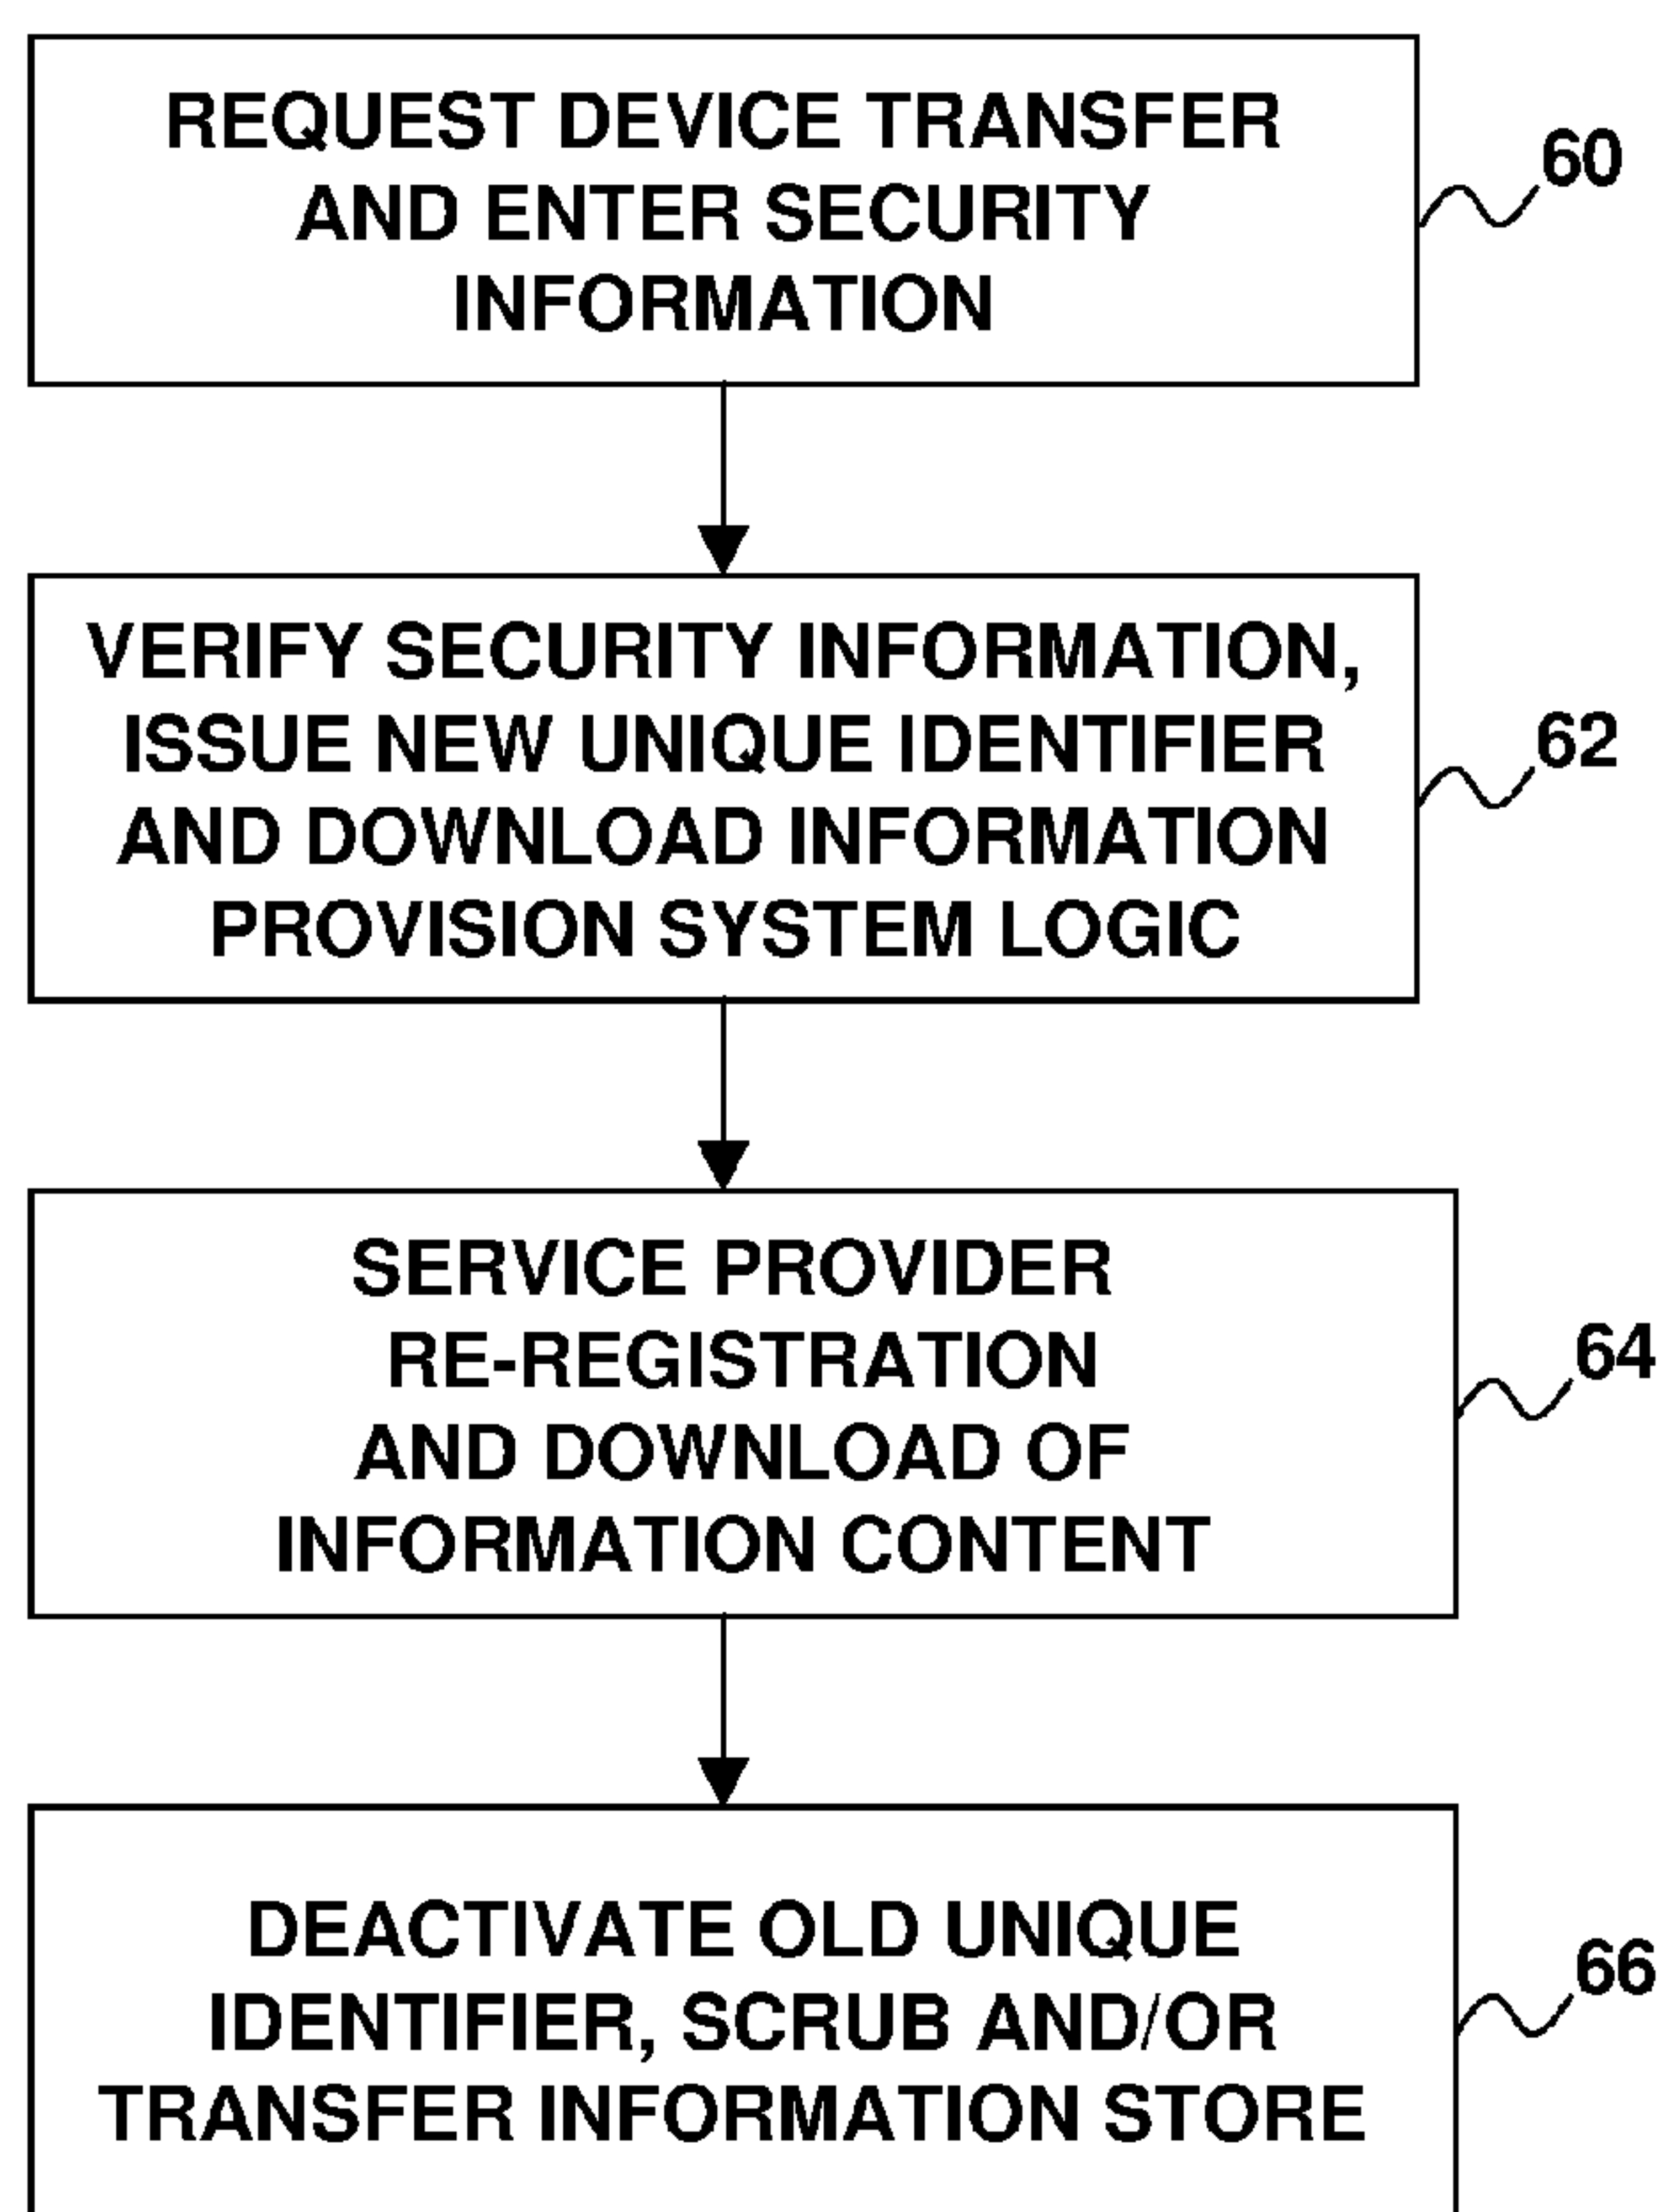 REQUEST DEVICE TRANSFER
AND ENTER SECURITY
INFORMATION
60
VERIFY SECURITY INFORMATION,
ISSUE NEW UNIQUE IDENTIFIER
AND DOWNLOAD INFORMATION
PROVISION SYSTEM LOGIC
62
SERVICE PROVIDER
RE-REGISTRATION
AND DOWNLOAD OF
INFORMATION CONTENT
64
DEACTIVATE OLD UNIQUE
IDENTIFIER, SCRUB AND/OR
TRANSFER INFORMATION STORE
66